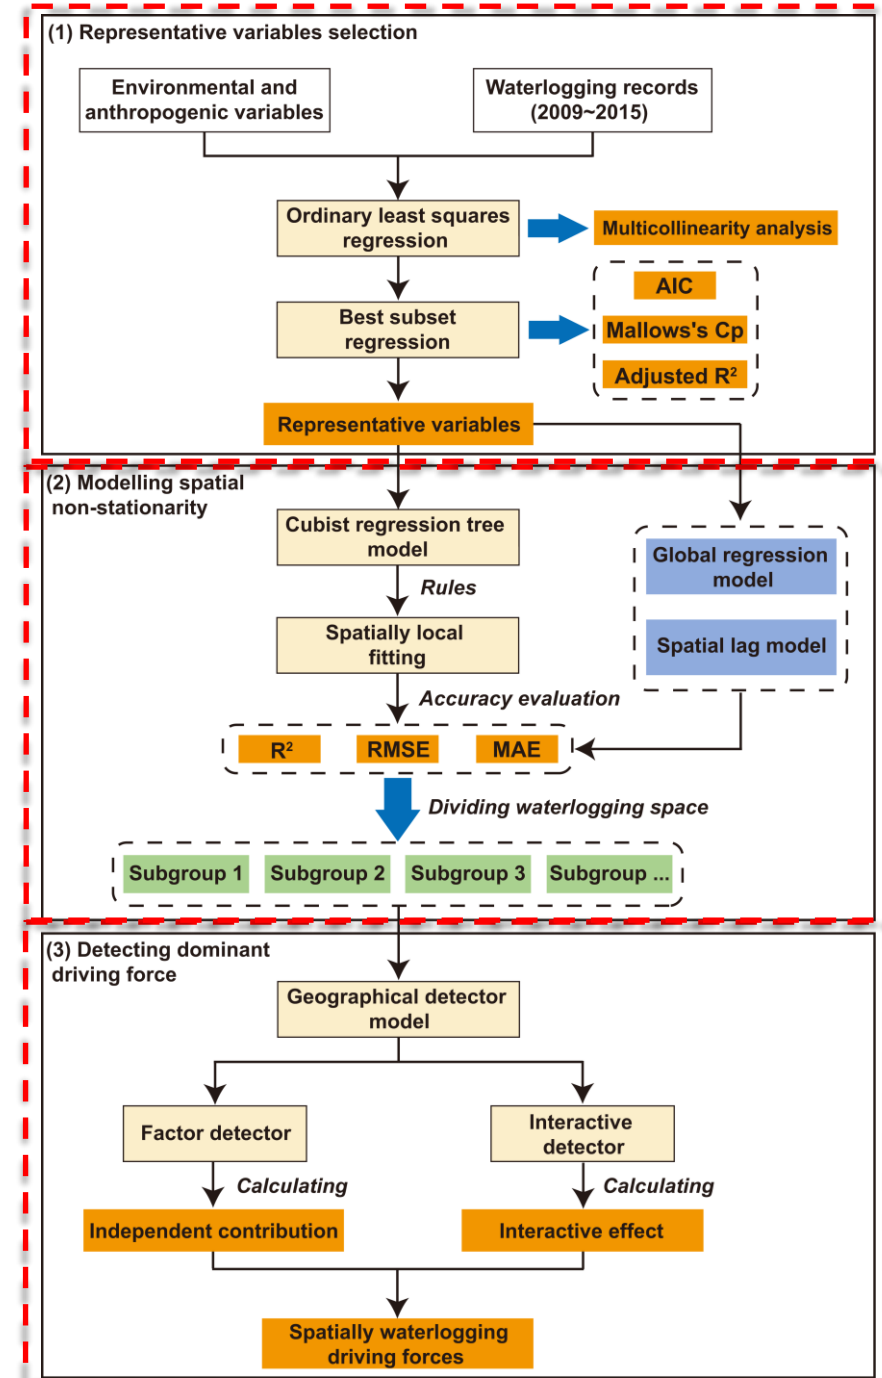 (1) Representative variables selection
Environmental and
anthropogenic variables
Waterlogging records
(2009~2015)
Ordinary least squares
regression
Multicollinearity analysis
Best subset
regression
AIC
Mallows's Cp
Adjusted R²
Representative variables
(2) Modelling spatial
non-stationarity
Cubist regression tree
model
Global regression
model
Rules
Spatially local
fitting
Spatial lag model
Accuracy evaluation
R²
RMSE
MAE
Dividing waterlogging space
Subgroup 1
Subgroup 2
Subgroup 3
Subgroup ...
(3) Detecting dominant
driving force
Geographical detector
model
Factor detector
Interactive
detector
Calculating
Calculating
Independent contribution
Interactive effect
Spatially waterlogging
driving forces